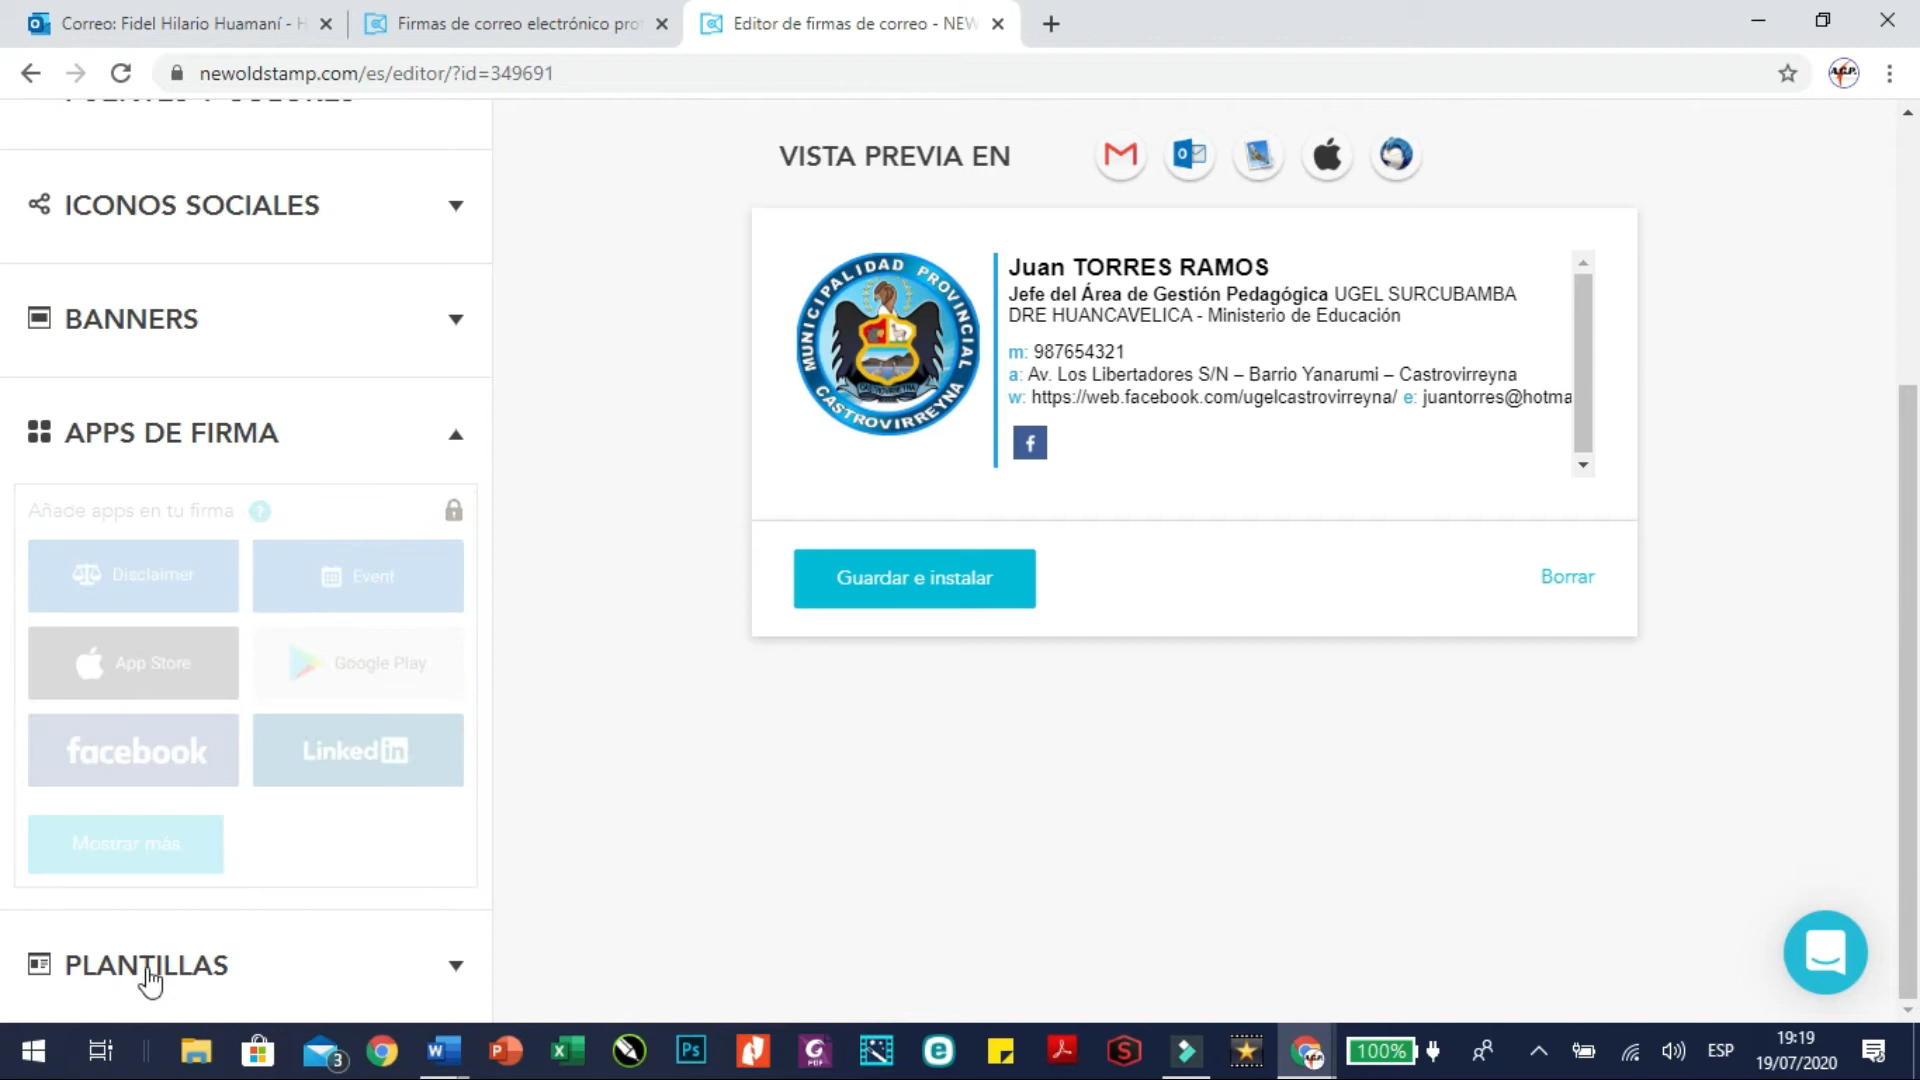 Correo: Fidel Hilario Huamaní - H
Firmas de correo electrónico pro
Editor de firmas de correo - NEW
newoldstamp.com/es/editor/?id=349691
ICONOS SOCIALES
BANNERS
APPS DE FIRMA
Añade apps en tu firma ?
Disclaimer
Event
App Store
Google Play
facebook
Linked in
Mostrar más
PLANTILLAS
VISTA PREVIA EN
MUNICIPALIDAD PROVINCIAL
CASTROVIRREYNA
Juan TORRES RAMOS
Jefe del Área de Gestión Pedagógica UGEL SURCUBAMBA
DRE HUANCAVELICA - Ministerio de Educación
m: 987654321
a: Av. Los Libertadores S/N – Barrio Yanarumi – Castrovirreyna
w: https://web.facebook.com/ugelcastrovirreyna/ e: juantorres@hotma
Guardar e instalar
Borrar
100%
ESP
19:19
19/07/2020